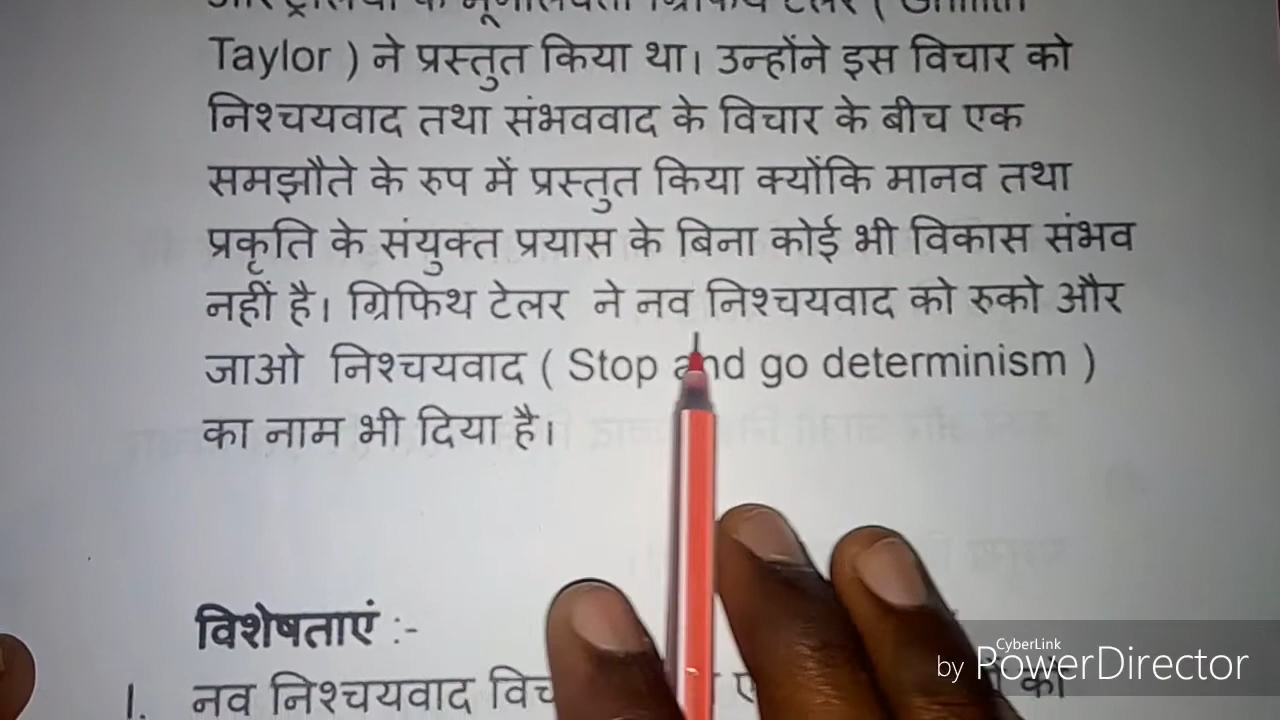 Taylor ) ने प्रस्तुत किया था। उन्होंने इस विचार को
निश्चयवाद तथा संभववाद के विचार के बीच एक
समझौते के रुप में प्रस्तुत किया क्योंकि मानव तथा
प्रकृति के संयुक्त प्रयास के बिना कोई भी विकास संभव
नहीं है। ग्रिफिथ टेलर ने नव निश्चयवाद को रुको और
जाओ निश्चयवाद ( Stop and go determinism )
का नाम भी दिया है।
विशेषताएं :-
1. नव निश्चयवाद को
CyberLink
by PowerDirector